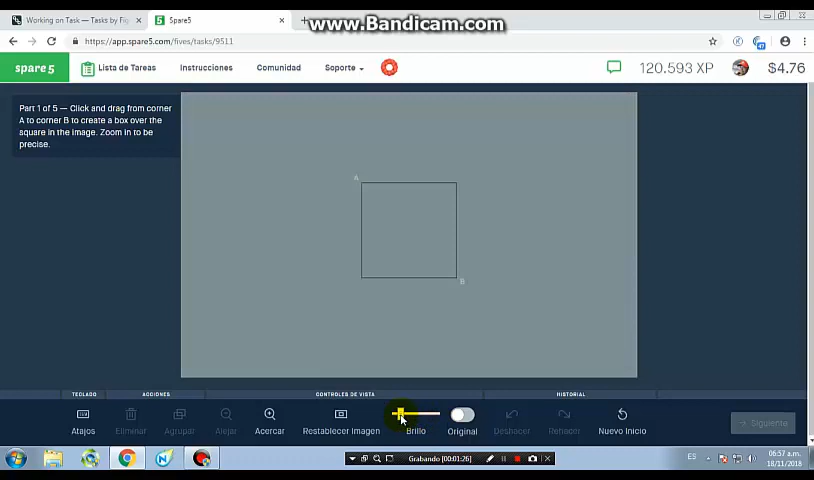 www.Bandicam.com
Working on Task — Tasks by Fig
Spare5
https://app.spare5.com/fives/tasks/9511
47
spare 5
Lista de Tareas
Instrucciones
Comunidad
Soporte
120.593 XP
$4.76
Part 1 of 5 — Click and drag from corner
A to corner B to create a box over the
square in the image. Zoom in to be
precise.
A
B
TECLADO
ACCIONES
CONTROLES DE VISTA
HISTORIAL
Atajos
Eliminar
Agrupar
Alejar
Acercar
Restablecer Imagen
Brillo
Original
Deshacer
Rehacer
Nuevo Inicio
Siguiente
Grabando [00:01:26]
ES
06:57 a.m.
18/11/2018